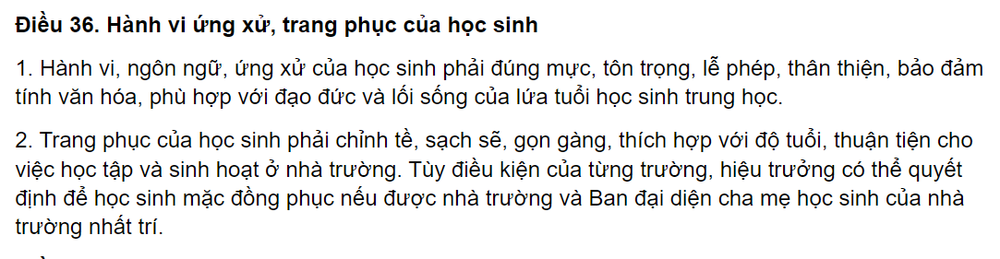 Điều 36. Hành vi ứng xử, trang phục của học sinh
1. Hành vi, ngôn ngữ, ứng xử của học sinh phải đúng mực, tôn trọng, lễ phép, thân thiện, bảo đảm
tính văn hóa, phù hợp với đạo đức và lối sống của lứa tuổi học sinh trung học.
2. Trang phục của học sinh phải chỉnh tề, sạch sẽ, gọn gàng, thích hợp với độ tuổi, thuận tiện cho
việc học tập và sinh hoạt ở nhà trường. Tùy điều kiện của từng trường, hiệu trưởng có thể quyết
định để học sinh mặc đồng phục nếu được nhà trường và Ban đại diện cha mẹ học sinh của nhà
trường nhất trí.